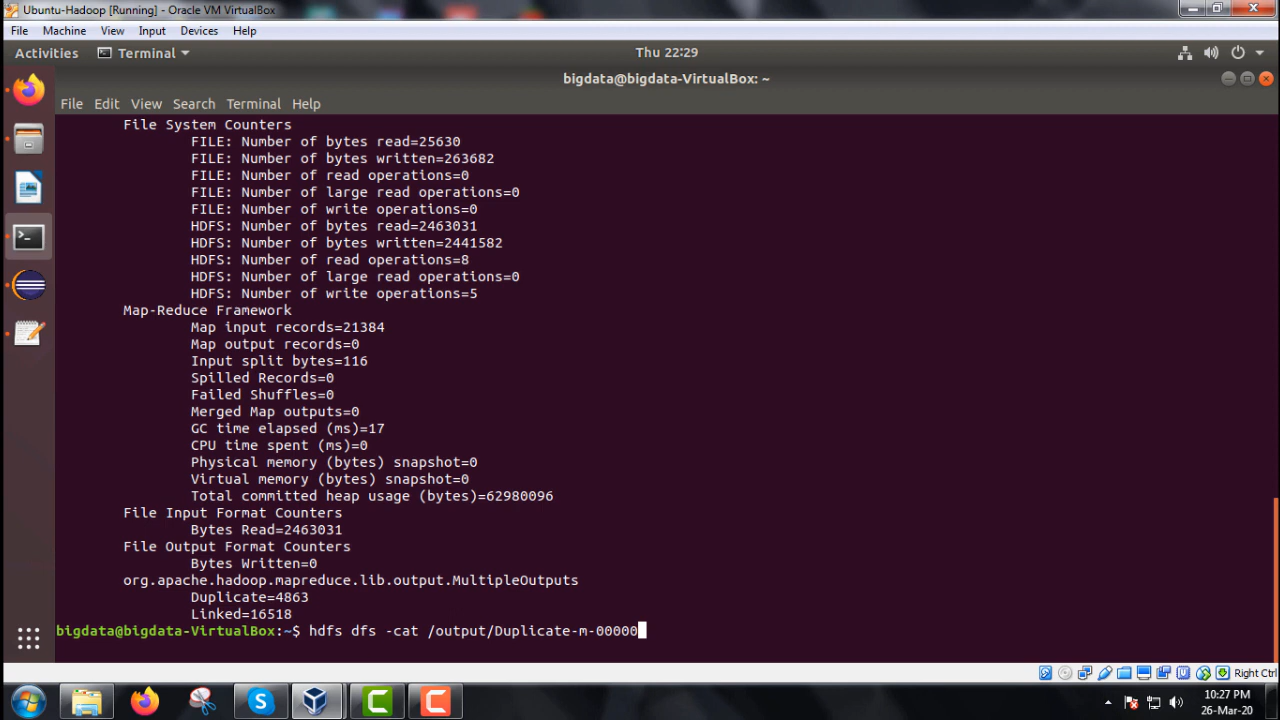 Ubuntu-Hadoop [Running] - Oracle VM VirtualBox
File Machine View Input Devices Help
Activities Terminal Thu 22:29
bigdata@bigdata-VirtualBox: ~
File Edit View Search Terminal Help
File System Counters
FILE: Number of bytes read=25630
FILE: Number of bytes written=263682
FILE: Number of read operations=0
FILE: Number of large read operations=0
FILE: Number of write operations=0
HDFS: Number of bytes read=2463031
HDFS: Number of bytes written=2441582
HDFS: Number of read operations=8
HDFS: Number of large read operations=0
HDFS: Number of write operations=5
Map-Reduce Framework
Map input records=21384
Map output records=0
Input split bytes=116
Spilled Records=0
Failed Shuffles=0
Merged Map outputs=0
GC time elapsed (ms)=17
CPU time spent (ms)=0
Physical memory (bytes) snapshot=0
Virtual memory (bytes) snapshot=0
Total committed heap usage (bytes)=62980096
File Input Format Counters
Bytes Read=2463031
File Output Format Counters
Bytes Written=0
org.apache.hadoop.mapreduce.lib.output.MultipleOutputs
Duplicate=4863
Linked=16518
bigdata@bigdata-VirtualBox:~$ hdfs dfs -cat /output/Duplicate-m-00000
Right Ctrl
10:27 PM
26-Mar-20